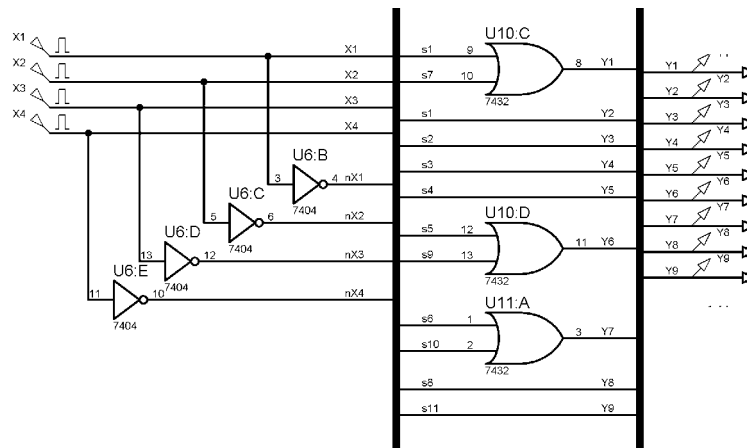 X1
X2
X3
X4
X1
X2
X3
X4
U6:B
3
4
nX1
7404
U6:C
5
6
nX2
7404
U6:D
13
12
nX3
7404
U6:E
11
10
nX4
7404
U10:C
s1
9
s7
10
8
Y1
7432
s1
Y2
s2
Y3
s3
Y4
s4
Y5
U10:D
s5
12
s9
13
11
Y6
7432
U11:A
s6
1
s10
2
3
Y7
7432
s8
Y8
s11
Y9
Y1
Y2
Y2
Y3
Y3
Y4
Y4
Y5
Y5
Y6
Y6
Y7
Y7
Y8
Y8
Y9
Y9